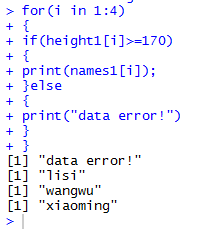 > for(i in 1:4)
+ {
+ if(height1[i]>=170)
+ {
+ print(names1[i]);
+ }else
+ {
+ print("data error!")
+ }
+ }
[1] "data error!"
[1] "lisi"
[1] "wangwu"
[1] "xiaoming"
>